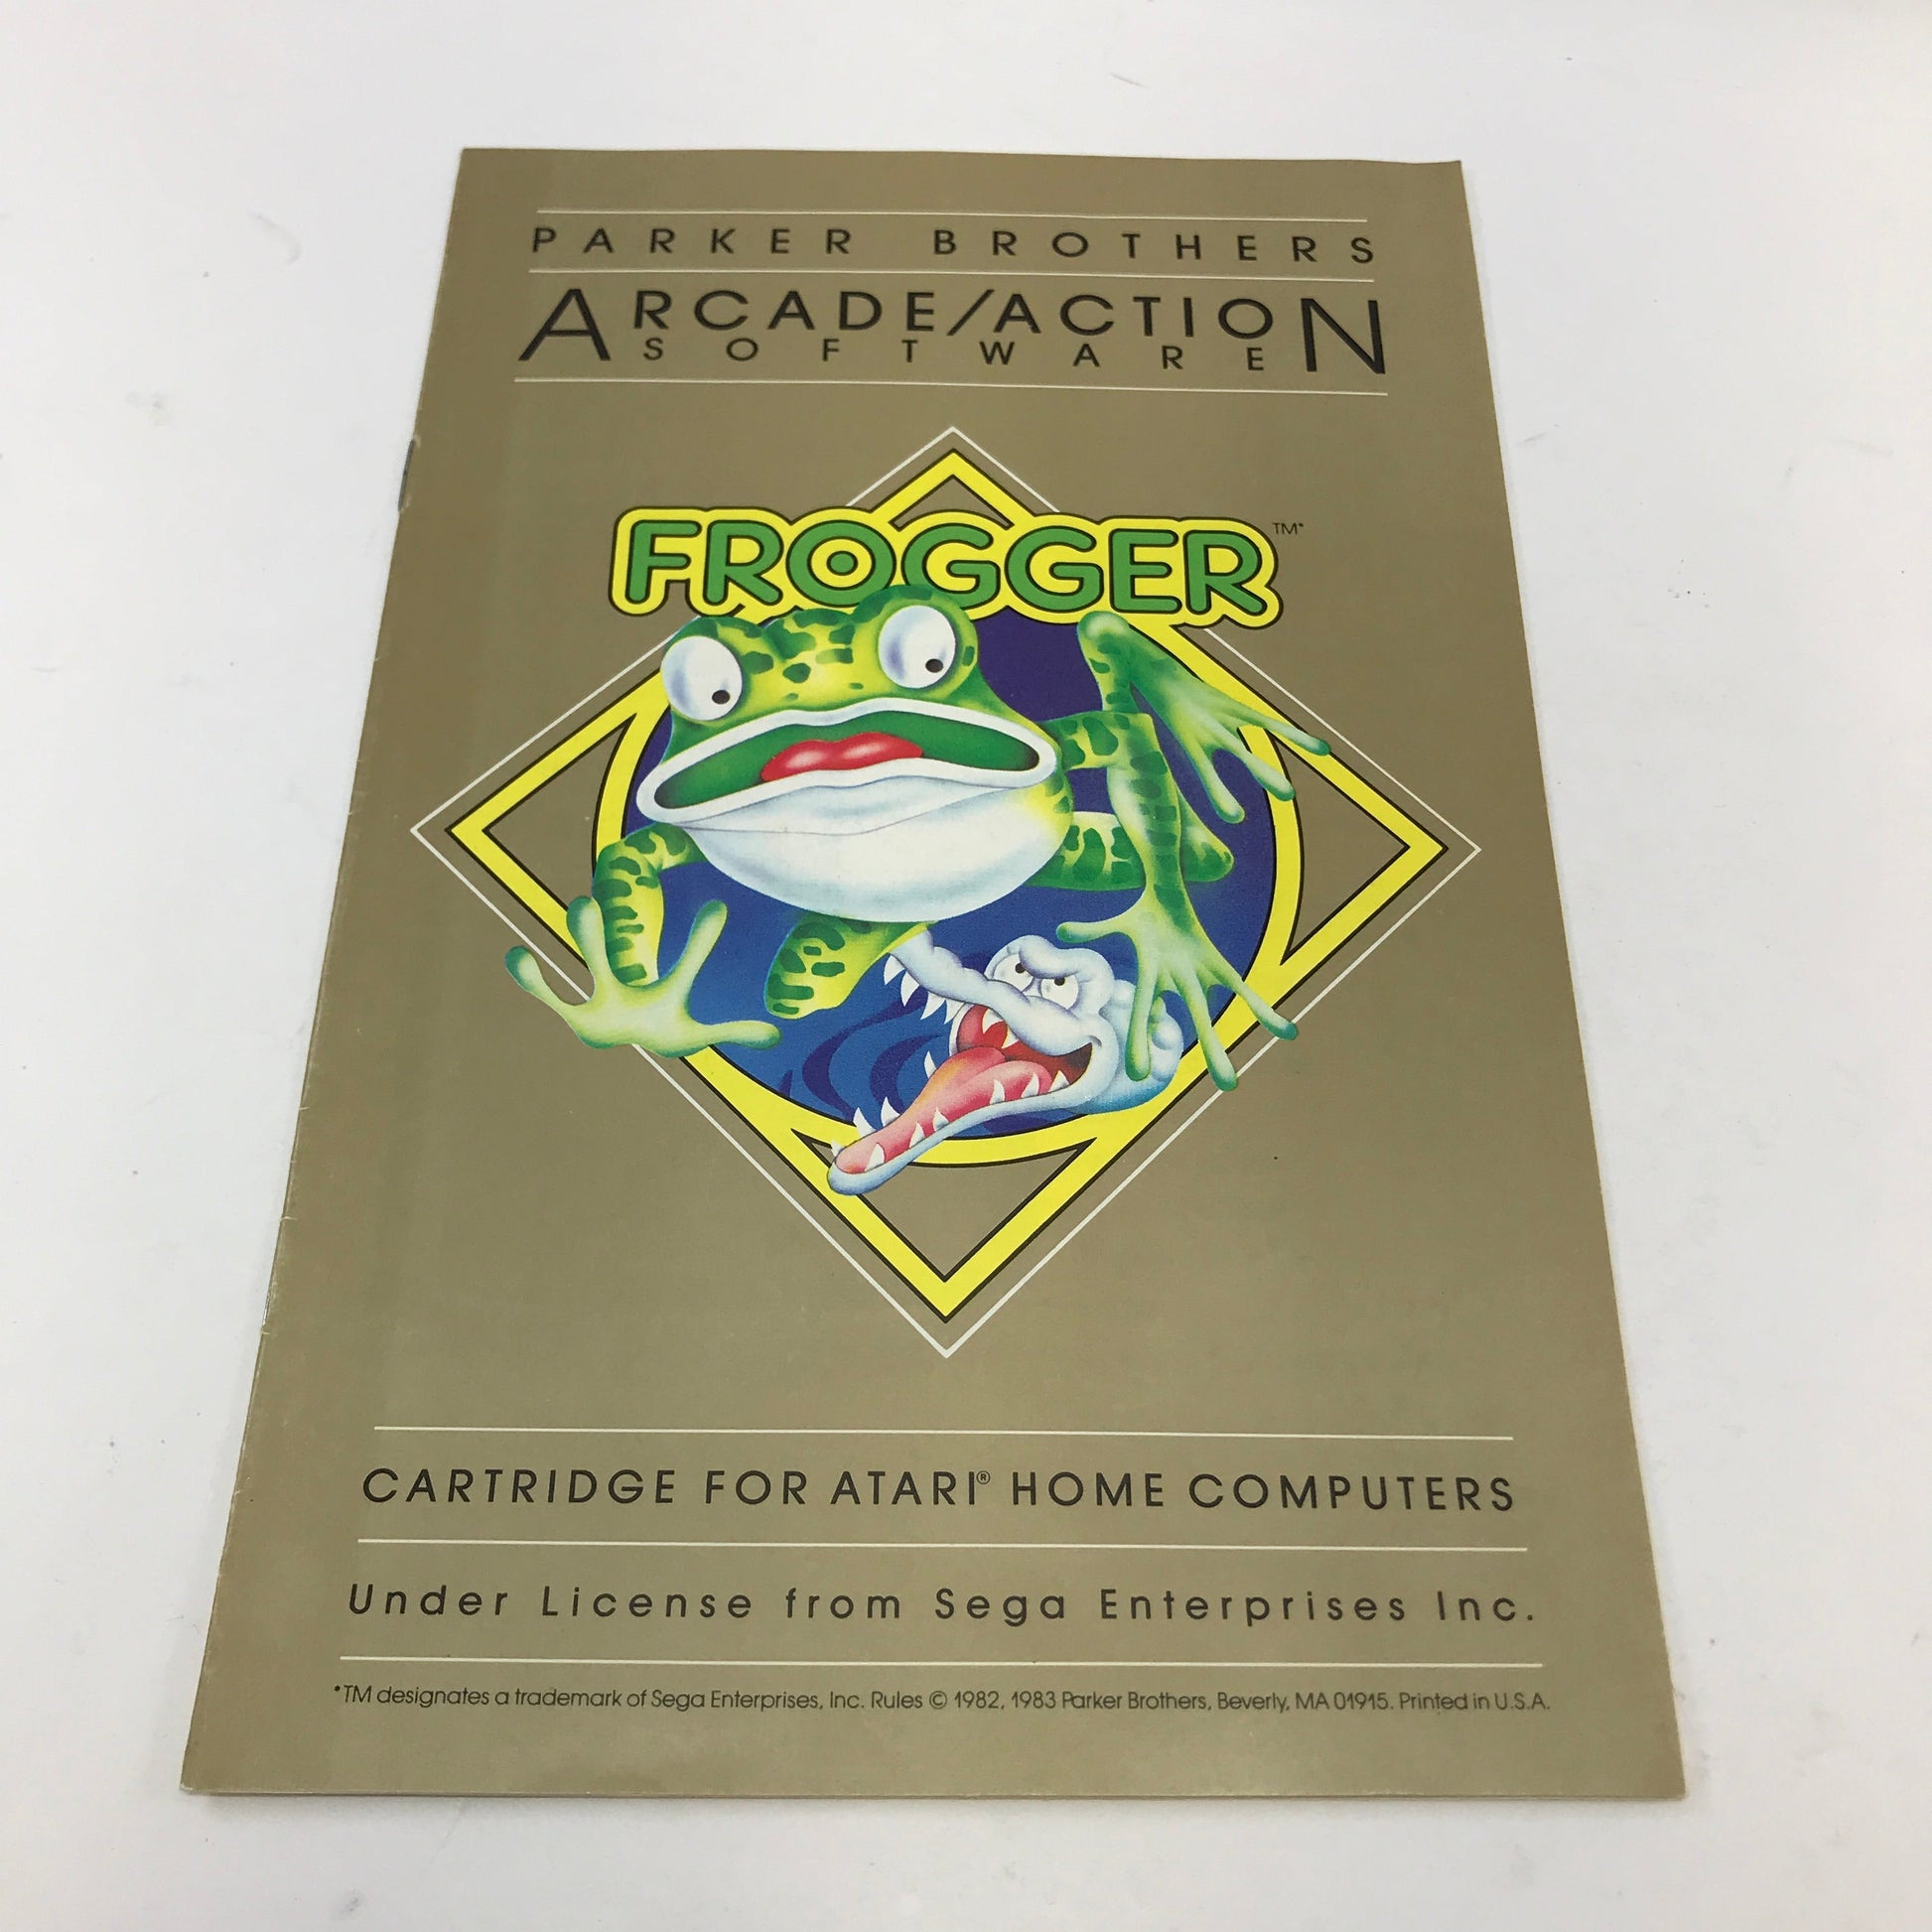 PARKER BROTHERS
ARCADE/ACTION
SOFTWARE
FROGGER™*
CARTRIDGE FOR ATARI® HOME COMPUTERS
Under License from Sega Enterprises Inc.
*TM designates a trademark of Sega Enterprises, Inc. Rules © 1982, 1983 Parker Brothers, Beverly, MA 01915. Printed in U.S.A.